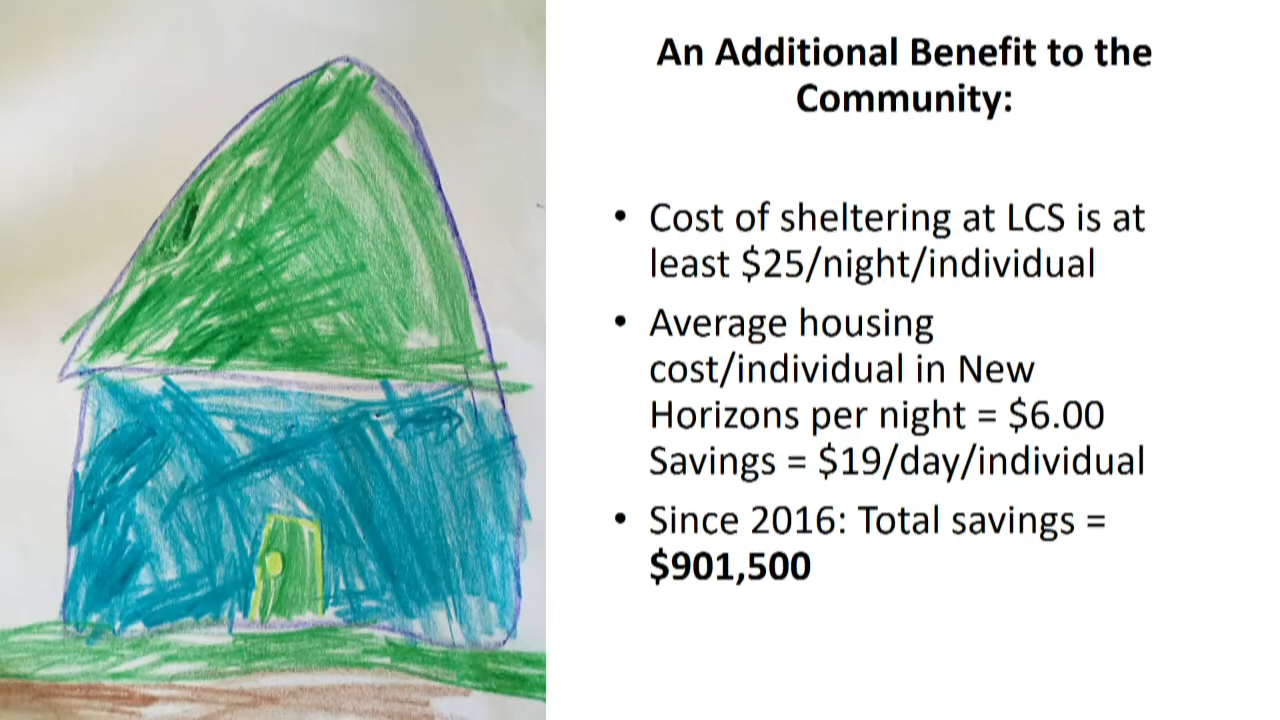 An Additional Benefit to the
Community:
• Cost of sheltering at LCS is at
least $25/night/individual
• Average housing
cost/individual in New
Horizons per night = $6.00
Savings = $19/day/individual
• Since 2016: Total savings =
$901,500